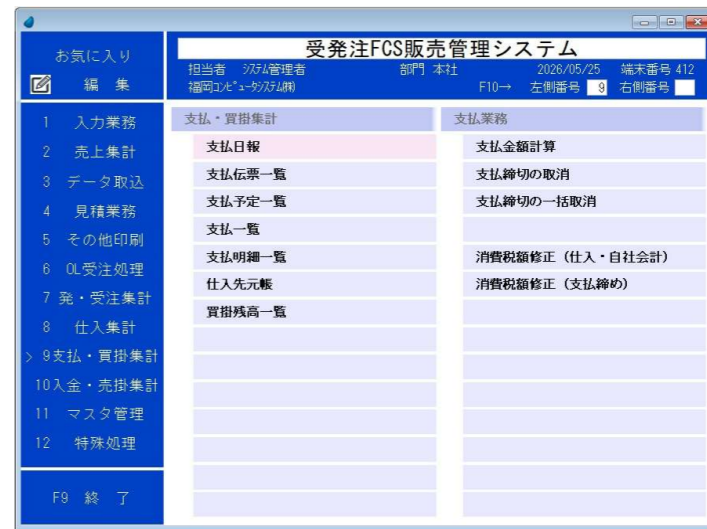 受発注FCS販売管理システム
お気に入り
編 集
担当者 ｼｽﾃﾑ管理者 部門 本社 2026/05/25 端末番号 412
福岡ｺﾝﾋﾟｭｰﾀｼｽﾃﾑ㈱ F10→ 左側番号 9 右側番号
1 入力業務
2 売上集計
3 データ取込
4 見積業務
5 その他印刷
6 OL受注処理
7 発・受注集計
8 仕入集計
> 9支払・買掛集計
10入金・売掛集計
11 マスタ管理
12 特殊処理
F9 終 了
支払・買掛集計
支払日報
支払伝票一覧
支払予定一覧
支払一覧
支払明細一覧
仕入先元帳
買掛残高一覧
支払業務
支払金額計算
支払締切の取消
支払締切の一括取消
消費税額修正（仕入・自社会計）
消費税額修正（支払締め）